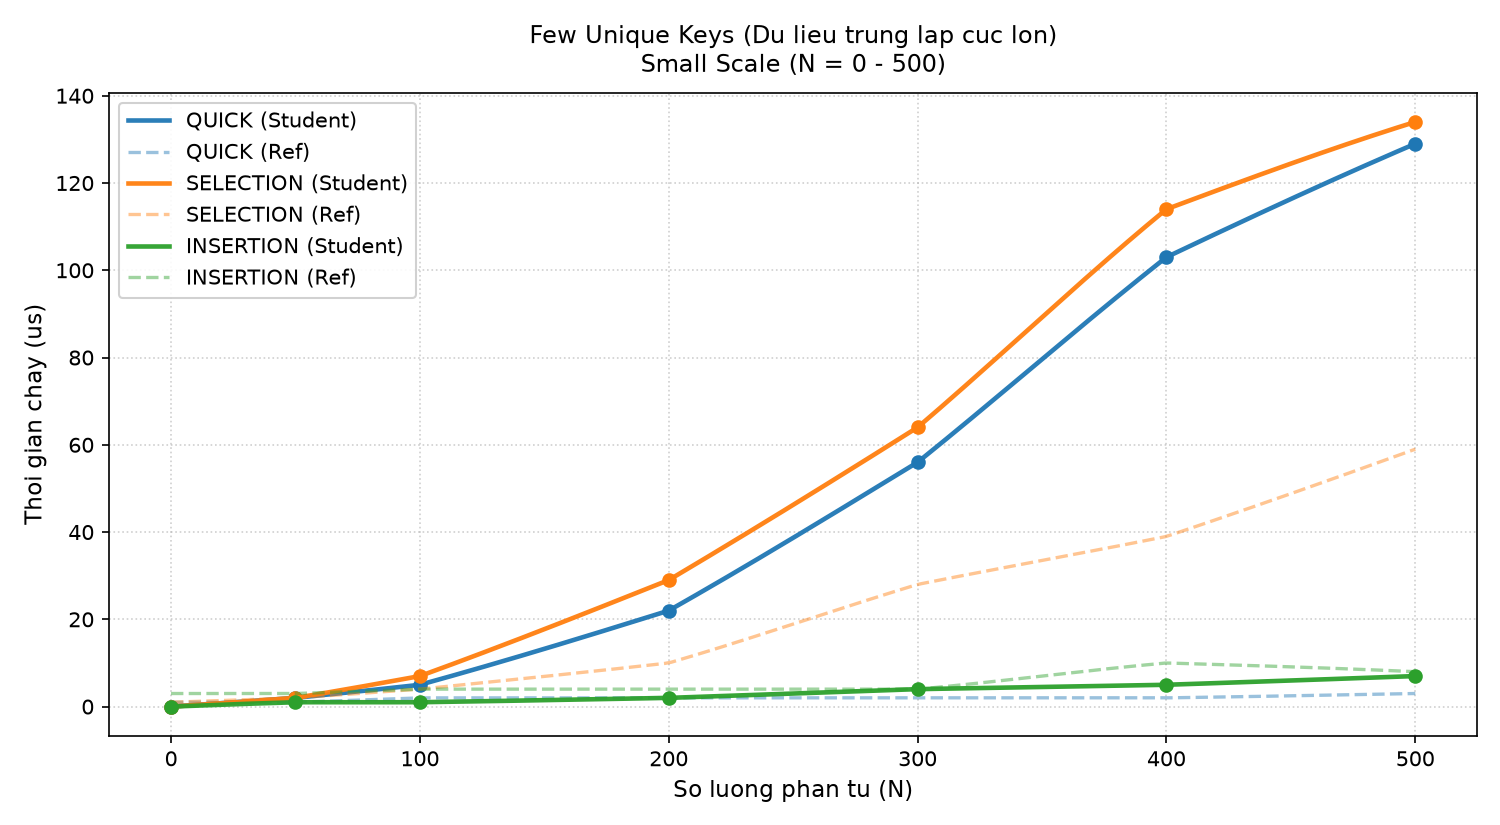 Few Unique Keys (Du lieu trung lap cuc lon)
Small Scale (N = 0 - 500)
140
120
100
80
60
40
20
0
Thoi gian chay (us)
QUICK (Student)
QUICK (Ref)
SELECTION (Student)
SELECTION (Ref)
INSERTION (Student)
INSERTION (Ref)
0 100 200 300 400 500
So luong phan tu (N)